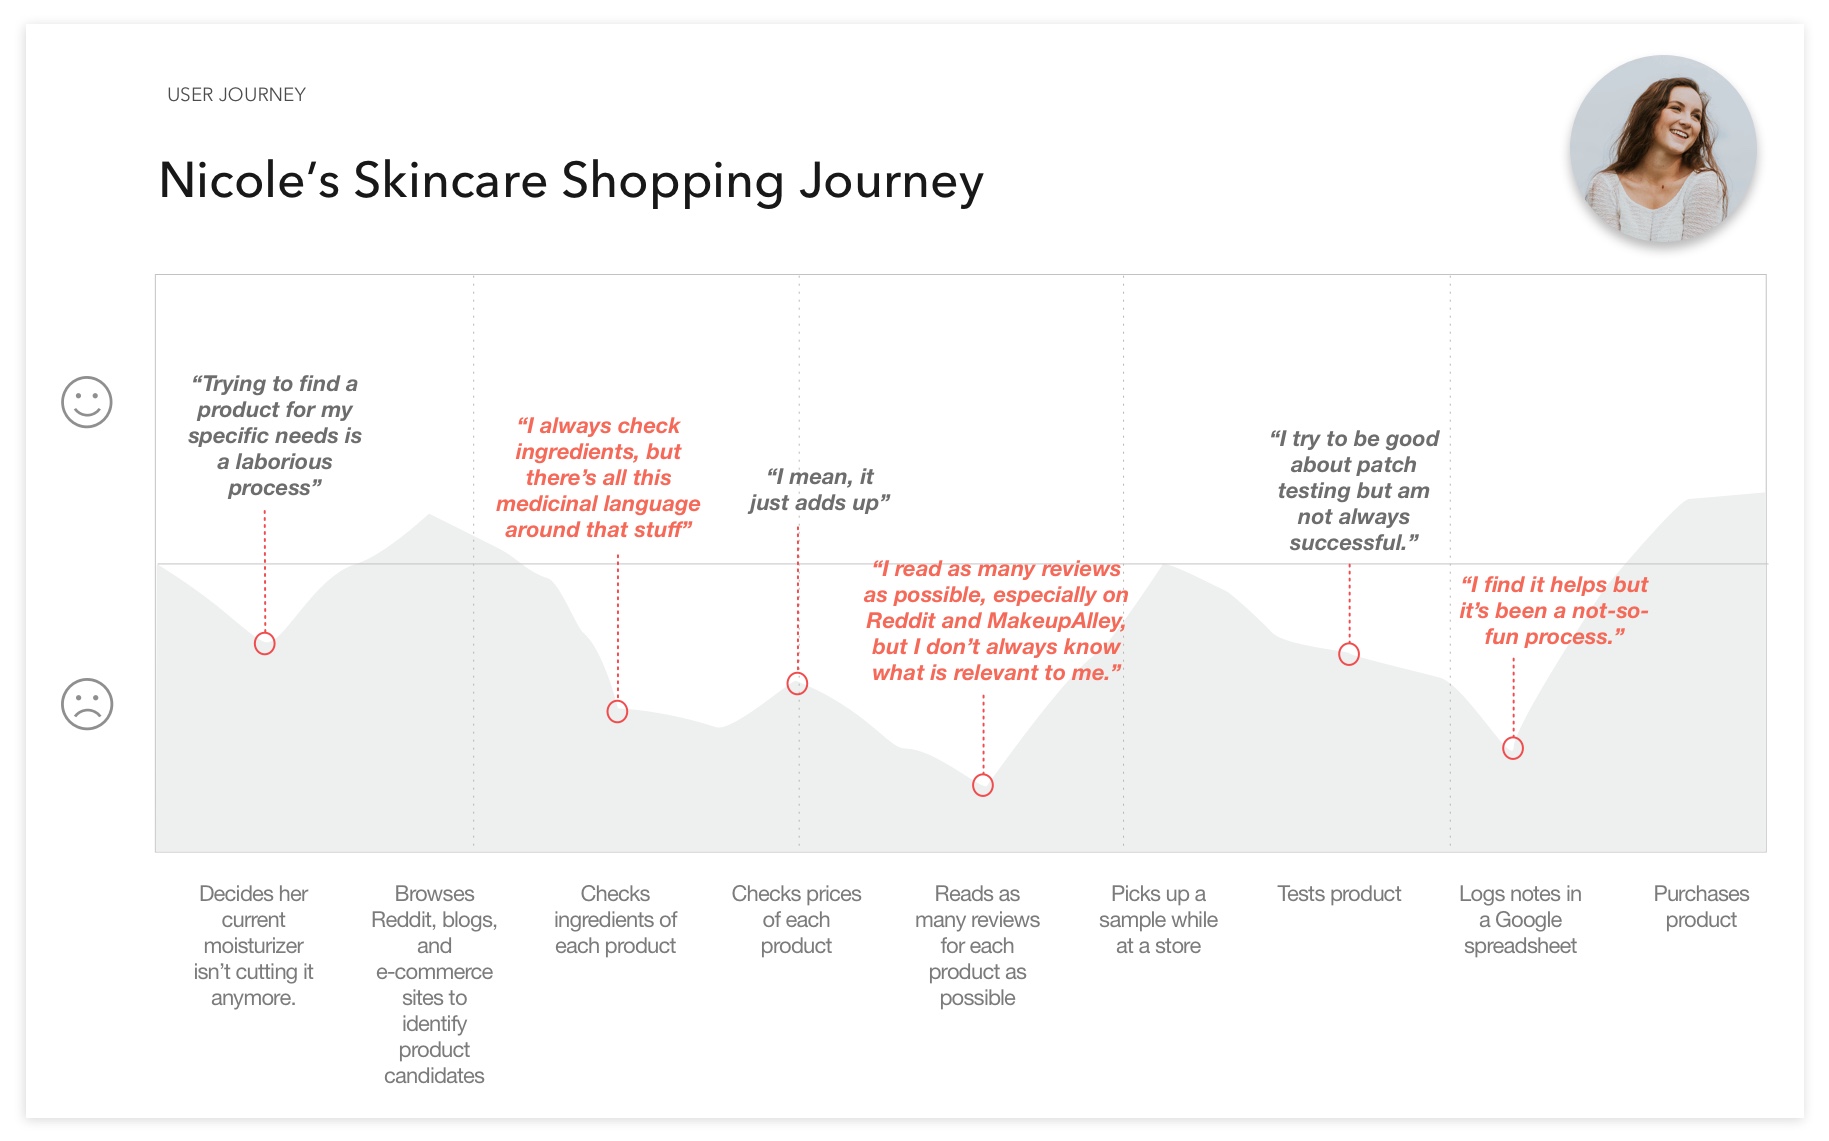 USER JOURNEY
Nicole’s Skincare Shopping Journey
“Trying to find a
product for my
specific needs is
a laborious
process”
“I always check
ingredients, but
there’s all this
medicinal language
around that stuff”
“I mean, it
just adds up”
“I read as many reviews
as possible, especially on
Reddit and MakeupAlley,
but I don’t always know
what is relevant to me.”
“I try to be good
about patch
testing but am
not always
successful.”
“I find it helps but
it’s been a not-so-
fun process.”
Decides her
current
moisturizer
isn’t cutting it
anymore.
Browses
Reddit, blogs,
and
e-commerce
sites to
identify
product
candidates
Checks
ingredients of
each product
Checks prices
of each
product
Reads as
many reviews
for each
product as
possible
Picks up a
sample while
at a store
Tests product
Logs notes in
a Google
spreadsheet
Purchases
product